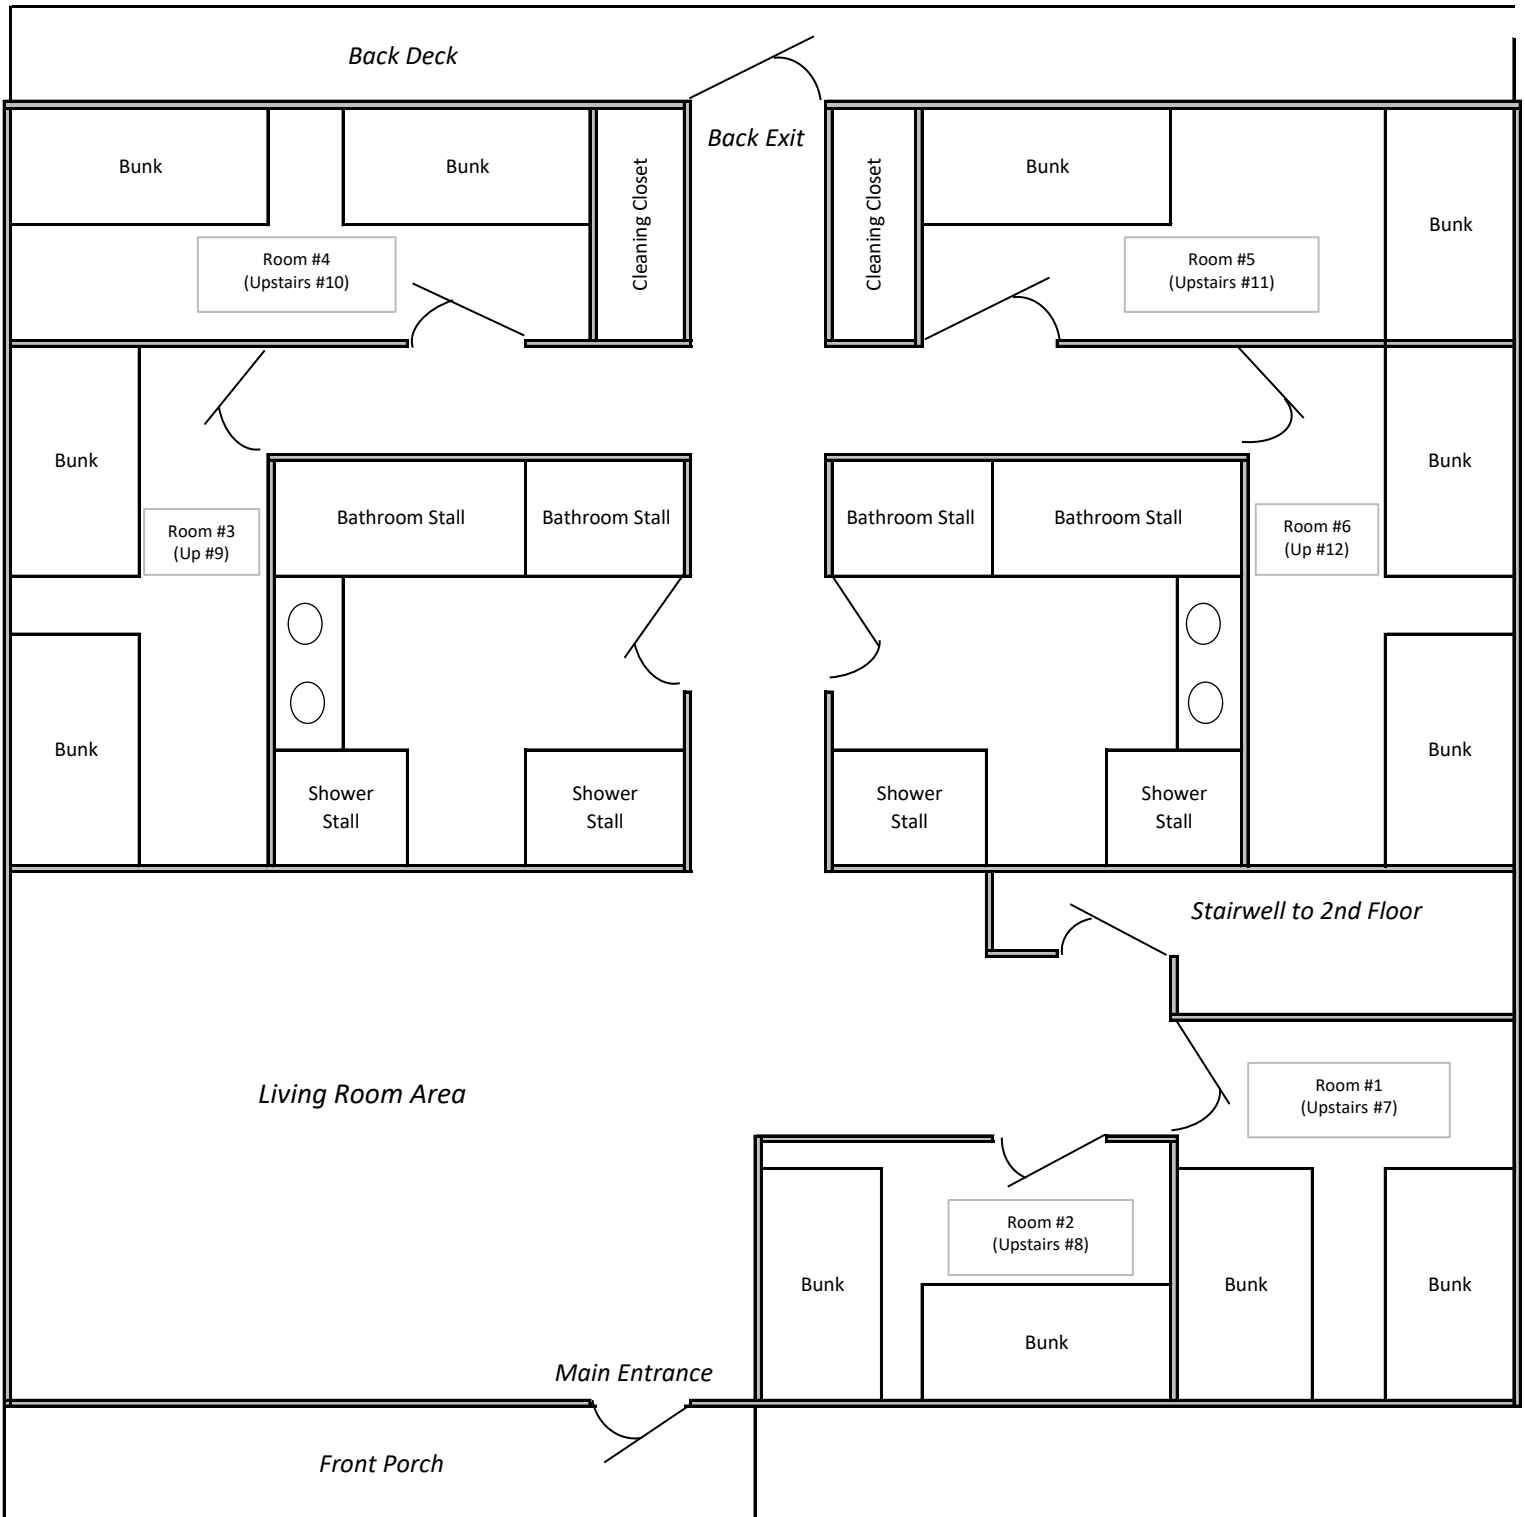 Back Deck
Back Exit
Bunk
Bunk
Cleaning Closet
Cleaning Closet
Bunk
Bunk
Room #4
(Upstairs #10)
Room #5
(Upstairs #11)
Bunk
Bunk
Room #3
(Up #9)
Bathroom Stall
Bathroom Stall
Bathroom Stall
Bathroom Stall
Room #6
(Up #12)
Bunk
Bunk
Shower
Stall
Shower
Stall
Shower
Stall
Shower
Stall
Stairwell to 2nd Floor
Living Room Area
Room #1
(Upstairs #7)
Room #2
(Upstairs #8)
Bunk
Bunk
Bunk
Bunk
Main Entrance
Front Porch